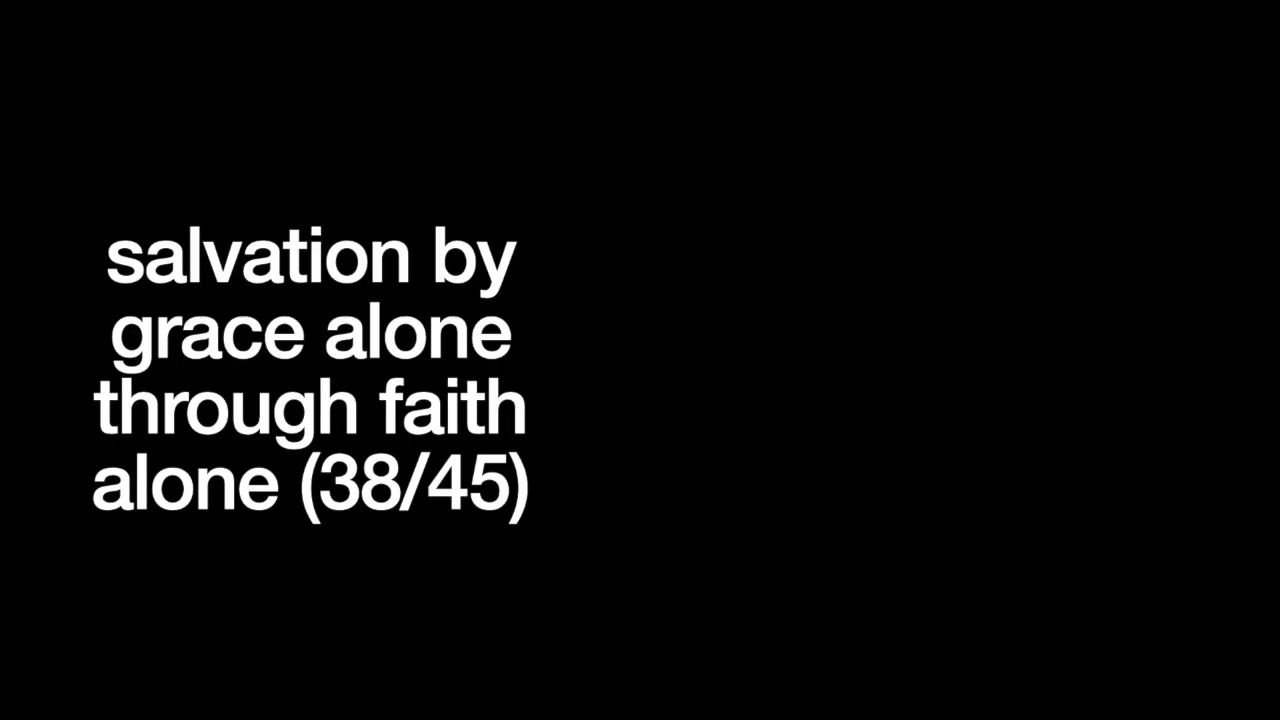 salvation by
grace alone
through faith
alone (38/45)